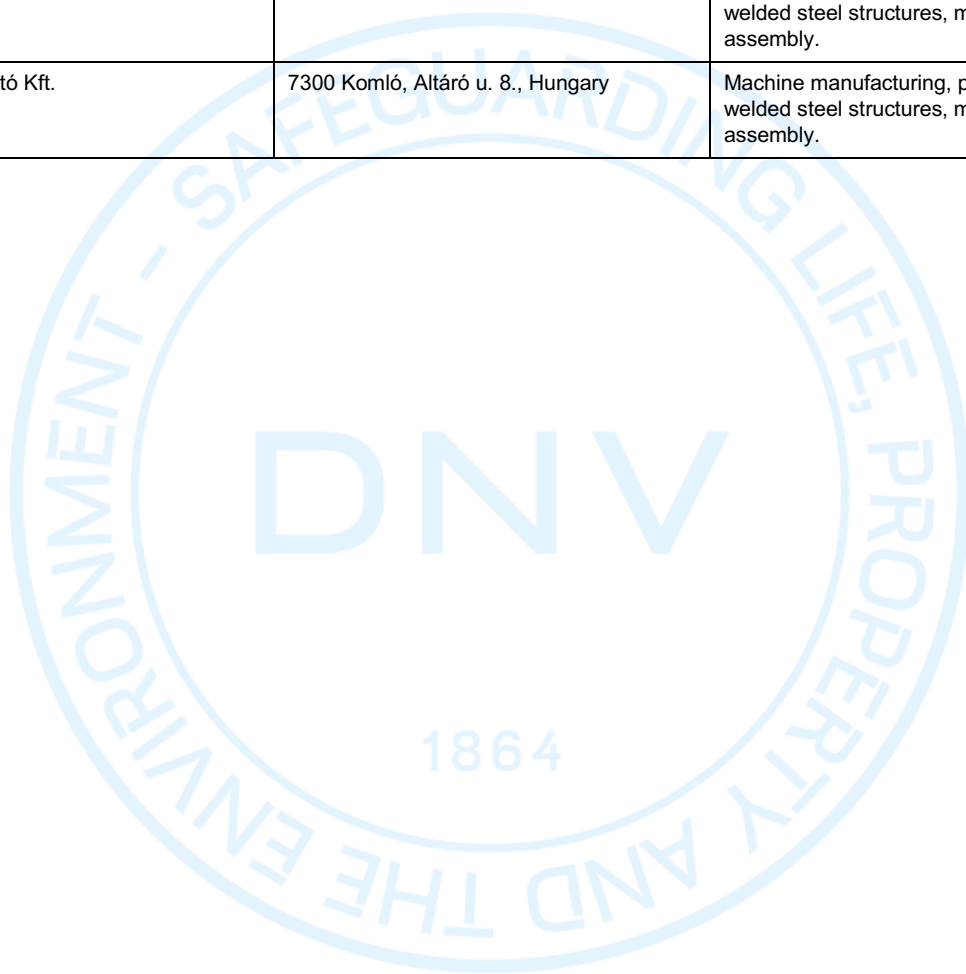 welded steel structures, m
assembly.
tó Kft.
7300 Komló, Altáró u. 8., Hungary
Machine manufacturing, p
welded steel structures, m
assembly.
SAFEGUARDING LIFE, PROPERTY AND THE ENVIRONMENT -
DNV
1864